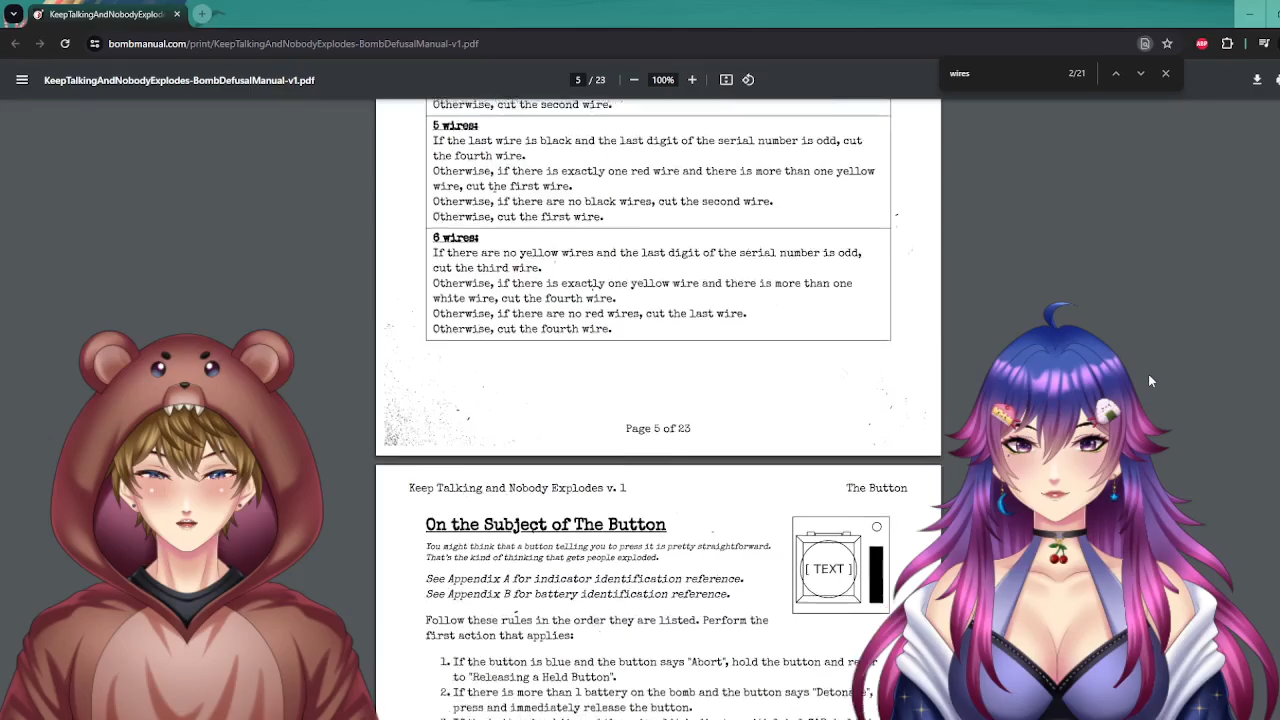 KeepTalkingAndNobodyExplod
bombmanual.com/print/KeepTalkingAndNobodyExplodes-BombDefusalManual-v1.pdf
ABP
KeepTalkingAndNobodyExplodes-BombDefusalManual-v1.pdf
5 / 23
100%
wires
2/21
Otherwise, cut the second wire.
5 wires:
If the last wire is black and the last digit of the serial number is odd, cut
the fourth wire.
Otherwise, if there is exactly one red wire and there is more than one yellow
wire, cut the first wire.
Otherwise, if there are no black wires, cut the second wire.
Otherwise, cut the first wire.
6 wires:
If there are no yellow wires and the last digit of the serial number is odd,
cut the third wire.
Otherwise, if there is exactly one yellow wire and there is more than one
white wire, cut the fourth wire.
Otherwise, if there are no red wires, cut the last wire.
Otherwise, cut the fourth wire.
Page 5 of 23
Keep Talking and Nobody Explodes v. 1
The Button
On the Subject of The Button
You might think that a button telling you to press it is pretty straightforward.
That's the kind of thinking that gets people exploded.
[ TEXT ]
See Appendix A for indicator identification reference.
See Appendix B for battery identification reference.
Follow these rules in the order they are listed. Perform the
first action that applies:
1. If the button is blue and the button says "Abort", hold the button and
to "Releasing a Held Button".
2. If there is more than 1 battery on the bomb and the button says "Detonate",
press and immediately release the button.